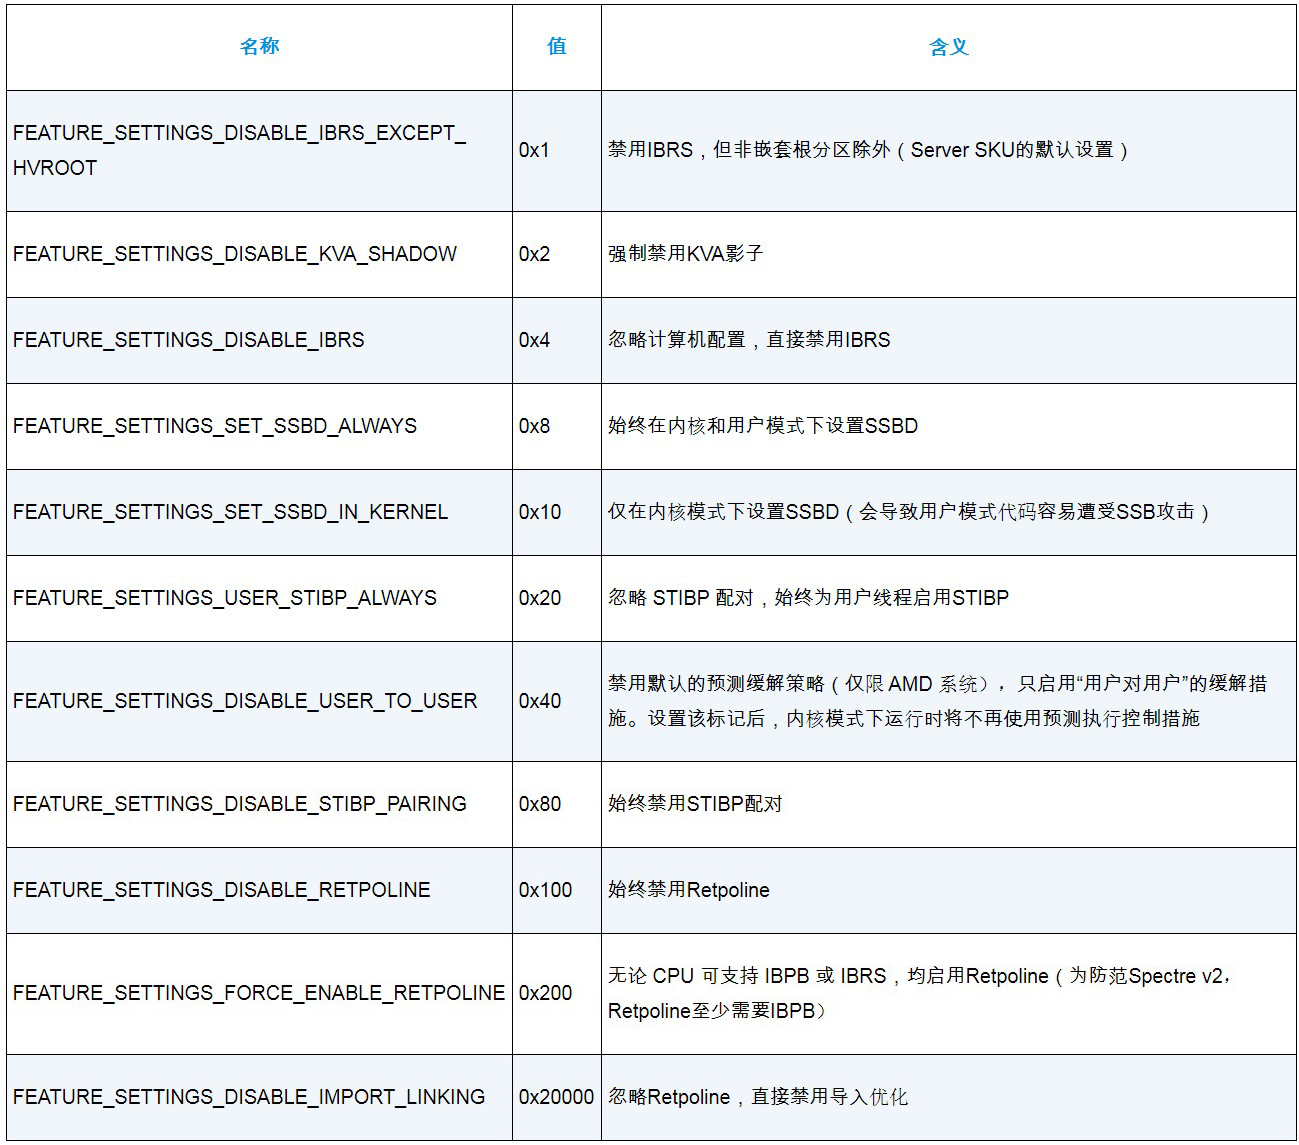 名称
值
含义
FEATURE_SETTINGS_DISABLE_IBRS_EXCEPT_
HVROOT
0x1
禁用IBRS，但非嵌套根分区除外（Server SKU的默认设置）
FEATURE_SETTINGS_DISABLE_KVA_SHADOW
0x2
强制禁用KVA影子
FEATURE_SETTINGS_DISABLE_IBRS
0x4
忽略计算机配置，直接禁用IBRS
FEATURE_SETTINGS_SET_SSBD_ALWAYS
0x8
始终在内核和用户模式下设置SSBD
FEATURE_SETTINGS_SET_SSBD_IN_KERNEL
0x10
仅在内核模式下设置SSBD（会导致用户模式代码容易遭受SSB攻击）
FEATURE_SETTINGS_USER_STIBP_ALWAYS
0x20
忽略 STIBP 配对，始终为用户线程启用STIBP
FEATURE_SETTINGS_DISABLE_USER_TO_USER
0x40
禁用默认的预测缓解策略（仅限 AMD 系统），只启用“用户对用户”的缓解措
施。设置该标记后，内核模式下运行时将不再使用预测执行控制措施
FEATURE_SETTINGS_DISABLE_STIBP_PAIRING
0x80
始终禁用STIBP配对
FEATURE_SETTINGS_DISABLE_RETPOLINE
0x100
始终禁用Retpoline
FEATURE_SETTINGS_FORCE_ENABLE_RETPOLINE
0x200
无论 CPU 可支持 IBPB 或 IBRS，均启用Retpoline（为防范Spectre v2，
Retpoline至少需要IBPB）
FEATURE_SETTINGS_DISABLE_IMPORT_LINKING
0x20000
忽略Retpoline，直接禁用导入优化